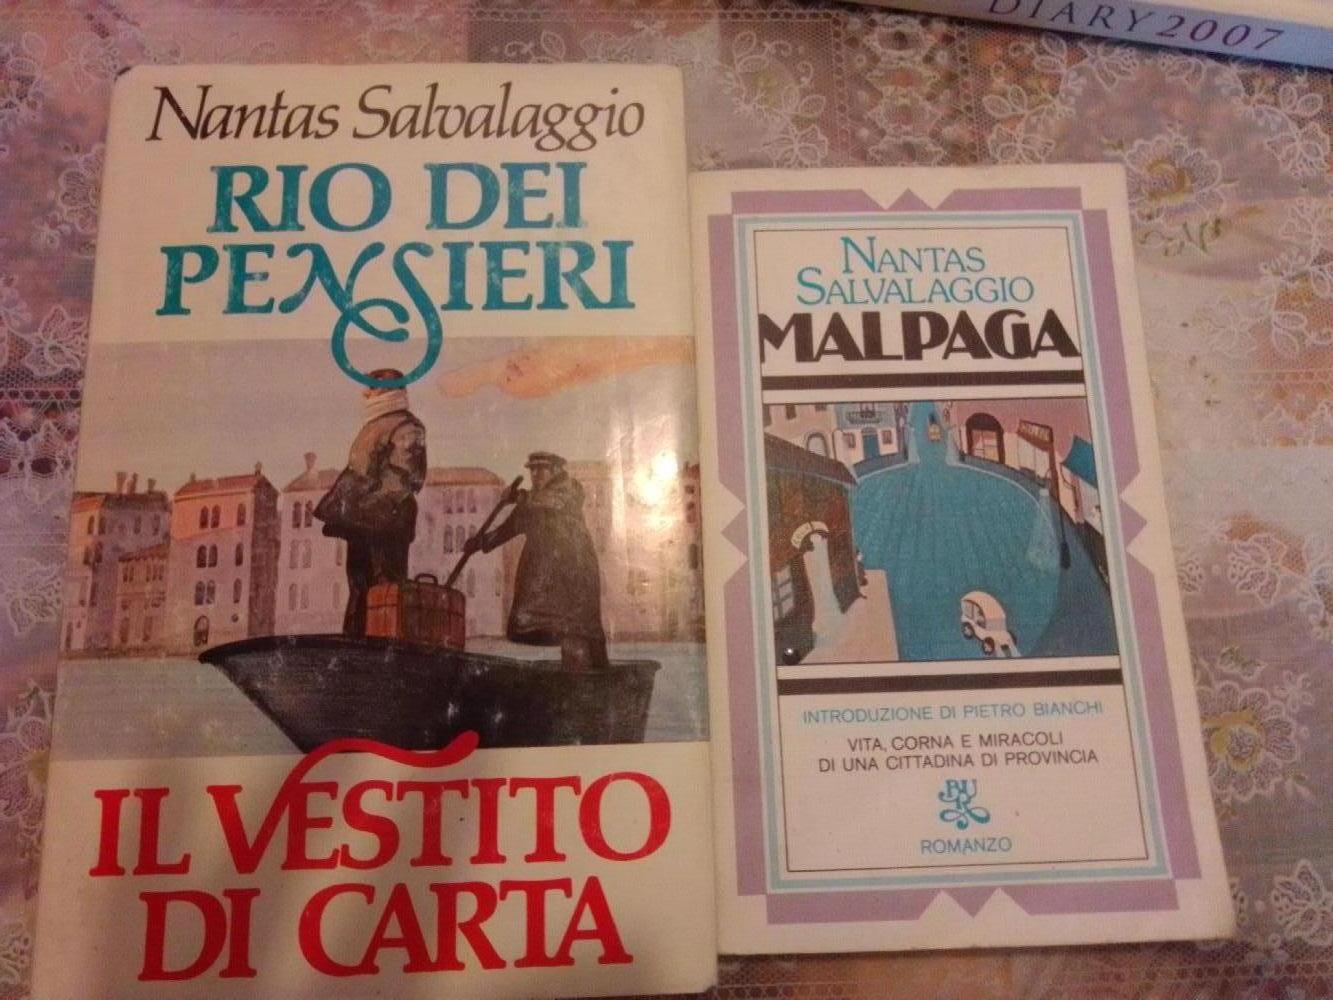 DIARY 2007
Nantas Salvalaggio
RIO DEI
PENSIERI
IL VESTITO
DI CARTA
NANTAS
SALVALAGGIO
MALPAGA
INTRODUZIONE DI PIETRO BIANCHI
VITA, CORNA E MIRACOLI
DI UNA CITTADINA DI PROVINCIA
BUR
ROMANZO